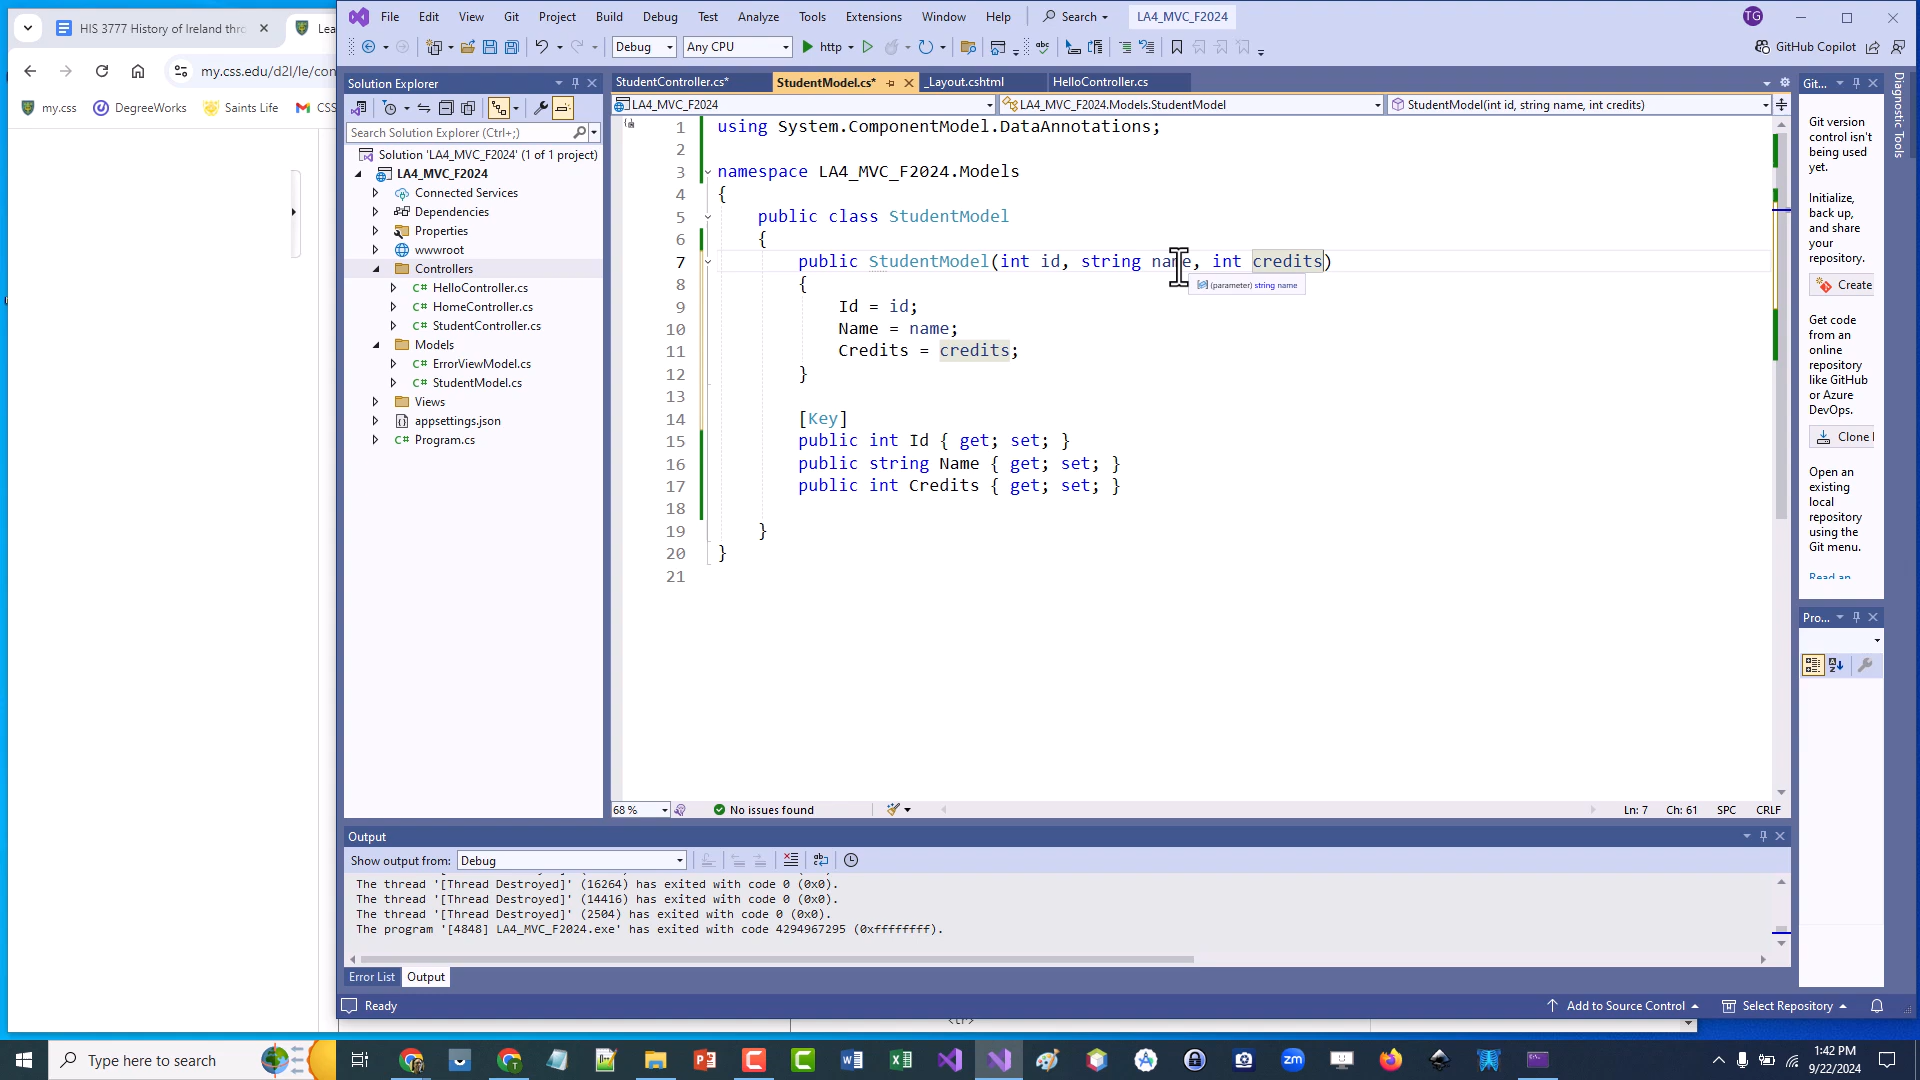 HIS 3777 History of Ireland thro
Lea
my.css.edu/d2l/le/con
my.css
DegreeWorks
Saints Life
CSS
File Edit View Git Project Build Debug Test Analyze Tools Extensions Window Help Search LA4_MVC_F2024
TG
Debug Any CPU http
GitHub Copilot
Solution Explorer
Search Solution Explorer (Ctrl+;)
Solution 'LA4_MVC_F2024' (1 of 1 project)
LA4_MVC_F2024
Connected Services
Dependencies
Properties
wwwroot
Controllers
C# HelloController.cs
C# HomeController.cs
C# StudentController.cs
Models
C# ErrorViewModel.cs
C# StudentModel.cs
Views
appsettings.json
C# Program.cs
StudentController.cs* StudentModel.cs* _Layout.cshtml HelloController.cs
LA4_MVC_F2024 LA4_MVC_F2024.Models.StudentModel StudentModel(int id, string name, int credits)
1 using System.ComponentModel.DataAnnotations;
2
3 namespace LA4_MVC_F2024.Models
4 {
5 public class StudentModel
6 {
7 public StudentModel(int id, string name, int credits)
(parameter) string name
8 {
9 Id = id;
10 Name = name;
11 Credits = credits;
12 }
13
14 [Key]
15 public int Id { get; set; }
16 public string Name { get; set; }
17 public int Credits { get; set; }
18
19 }
20 }
21
68 % No issues found Ln: 7 Ch: 61 SPC CRLF
Git...
Git version
control isn't
being used
yet.
Initialize,
back up,
and share
your
repository.
Create
Get code
from an
online
repository
like GitHub
or Azure
DevOps.
Clone
Open an
existing
local
repository
using the
Git menu.
Read an
Diagnostic Tools
Pro...
Output
Show output from: Debug
The thread '[Thread Destroyed]' (16264) has exited with code 0 (0x0).
The thread '[Thread Destroyed]' (14416) has exited with code 0 (0x0).
The thread '[Thread Destroyed]' (2504) has exited with code 0 (0x0).
The program '[4848] LA4_MVC_F2024.exe' has exited with code 4294967295 (0xffffffff).
Error List Output
Ready
Add to Source Control Select Repository
<tr>
Type here to search
zm
1:42 PM
9/22/2024